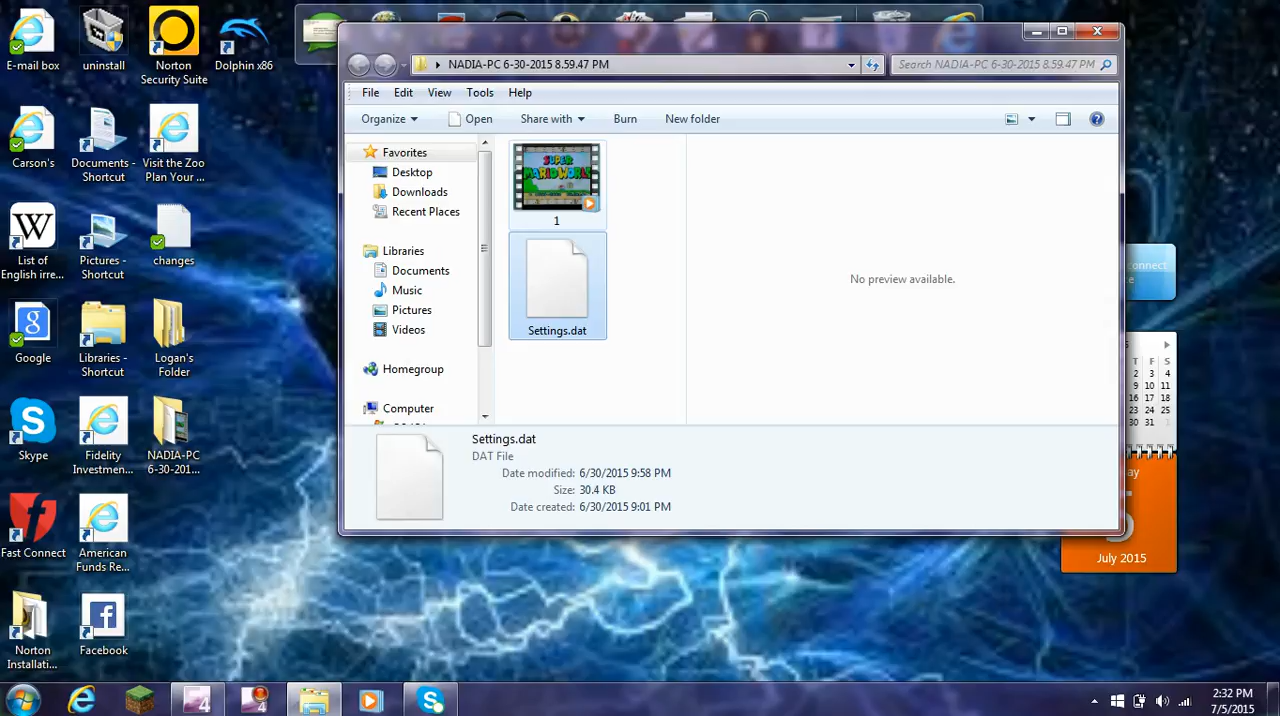 E-mail box
uninstall
Norton
Security Suite
Dolphin x86
Carson's
Documents -
Shortcut
Visit the Zoo
Plan Your ...
W
List of
English irre...
Pictures -
Shortcut
changes
g
Google
Libraries -
Shortcut
Logan's
Folder
Skype
Fidelity
Investmen...
NADIA-PC
6-30-201...
Fast Connect
American
Funds Re...
Norton
Installati...
Facebook
NADIA-PC 6-30-2015 8.59.47 PM
Search NADIA-PC 6-30-2015 8.59.47 PM
File Edit View Tools Help
Organize Open Share with Burn New folder
Favorites
Desktop
Downloads
Recent Places
Libraries
Documents
Music
Pictures
Videos
Homegroup
Computer
SUPER
MARIO WORLD
1
Settings.dat
No preview available.
Settings.dat
DAT File
Date modified: 6/30/2015 9:58 PM
Size: 30.4 KB
Date created: 6/30/2015 9:01 PM
onnect
T F S
2 3 4
9 10 11
16 17 18
23 24 25
30 31 1
ay
July 2015
4
4
2:32 PM
7/5/2015